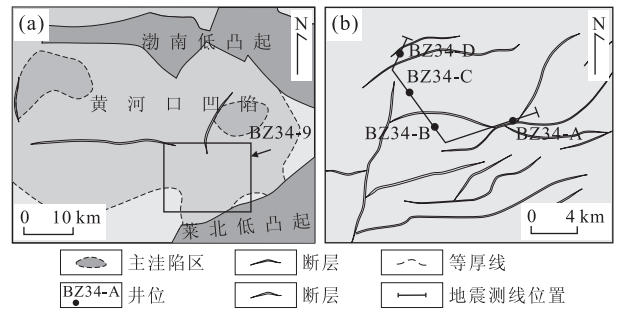 (a)
渤南低凸起
N
黄河口凹陷
BZ34-9
0 10 km
莱北低凸起
(b)
N
BZ34-D
BZ34-C
BZ34-B
BZ34-A
0 4 km
主洼陷区
断层
等厚线
BZ34-A
井位
断层
地震测线位置